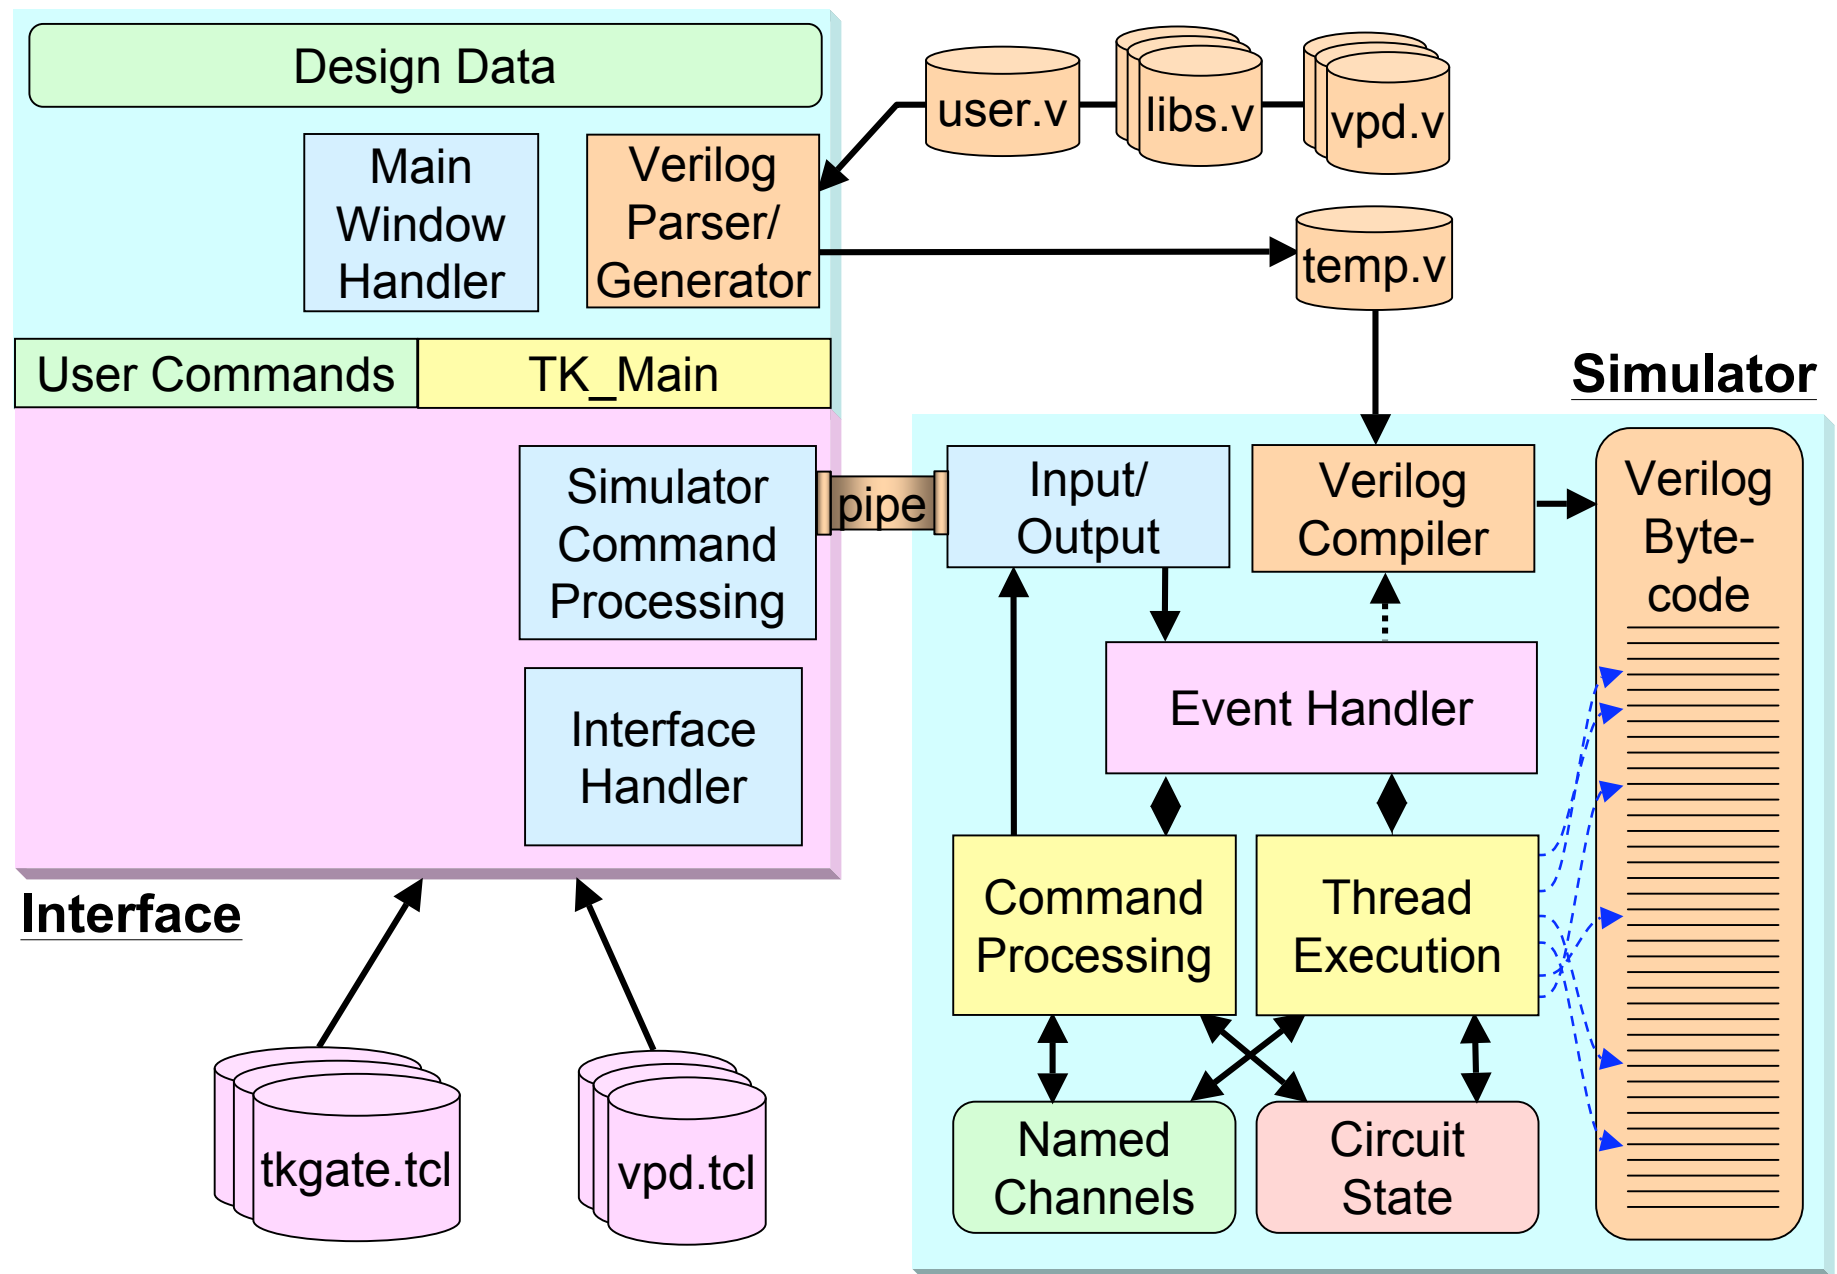 Design Data
user.v
libs.v
vpd.v
Main
Window
Handler
Verilog
Parser/
Generator
temp.v
User Commands
TK_Main
Simulator
Simulator
Command
Processing
pipe
Input/
Output
Verilog
Compiler
Verilog
Byte-
code
Event Handler
Interface
Handler
Interface
Command
Processing
Thread
Execution
tkgate.tcl
vpd.tcl
Named
Channels
Circuit
State